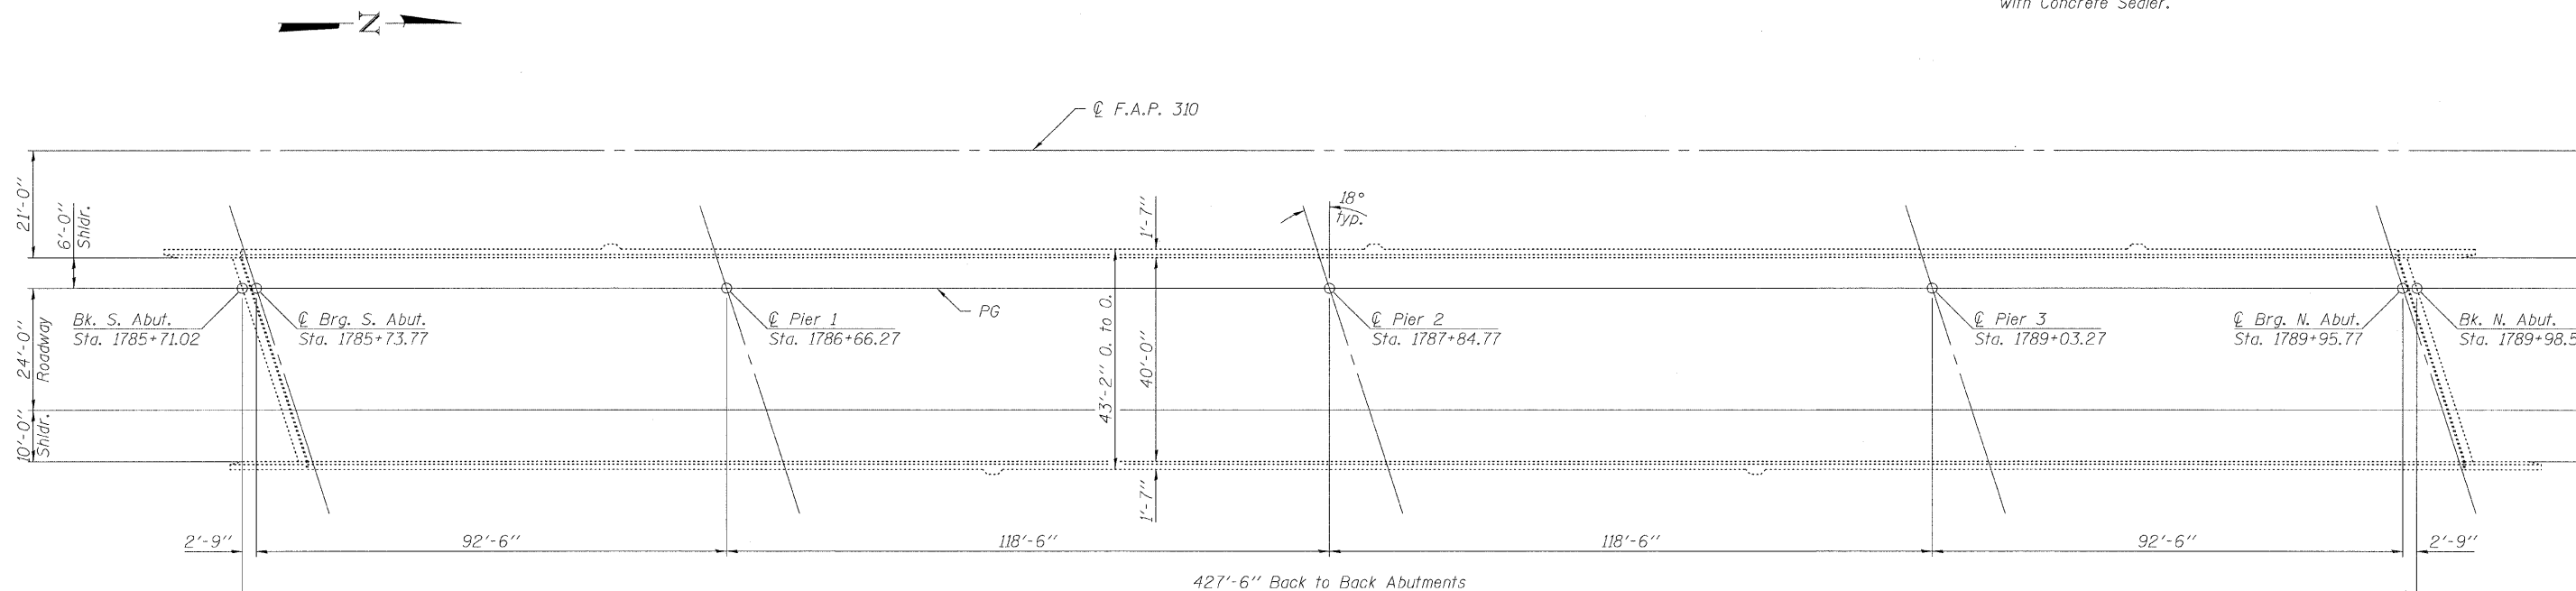 with Concrete Sealer.
N
℄ F.A.P. 310
21'-0"
6'-0"
Shldr.
1'-7"
18°
typ.
Bk. S. Abut.
Sta. 1785+71.02
℄ Brg. S. Abut.
Sta. 1785+73.77
℄ Pier 1
Sta. 1786+66.27
PG
℄ Pier 2
Sta. 1787+84.77
℄ Pier 3
Sta. 1789+03.27
℄ Brg. N. Abut.
Sta. 1789+95.77
Bk. N. Abut.
Sta. 1789+98.5
24'-0"
Roadway
43'-2" O. to O.
40'-0"
10'-0"
Shldr.
1'-7"
2'-9"
92'-6"
118'-6"
118'-6"
92'-6"
2'-9"
427'-6" Back to Back Abutments